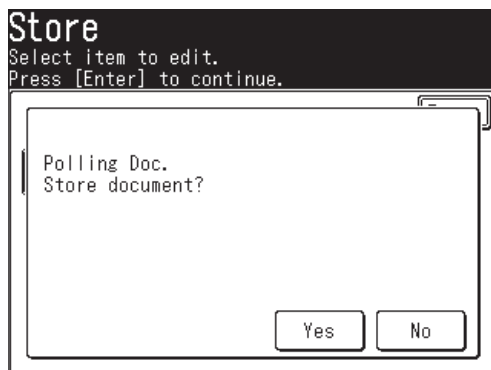 Store
Select item to edit.
Press [Enter] to continue.
Polling Doc.
Store document?
Yes
No